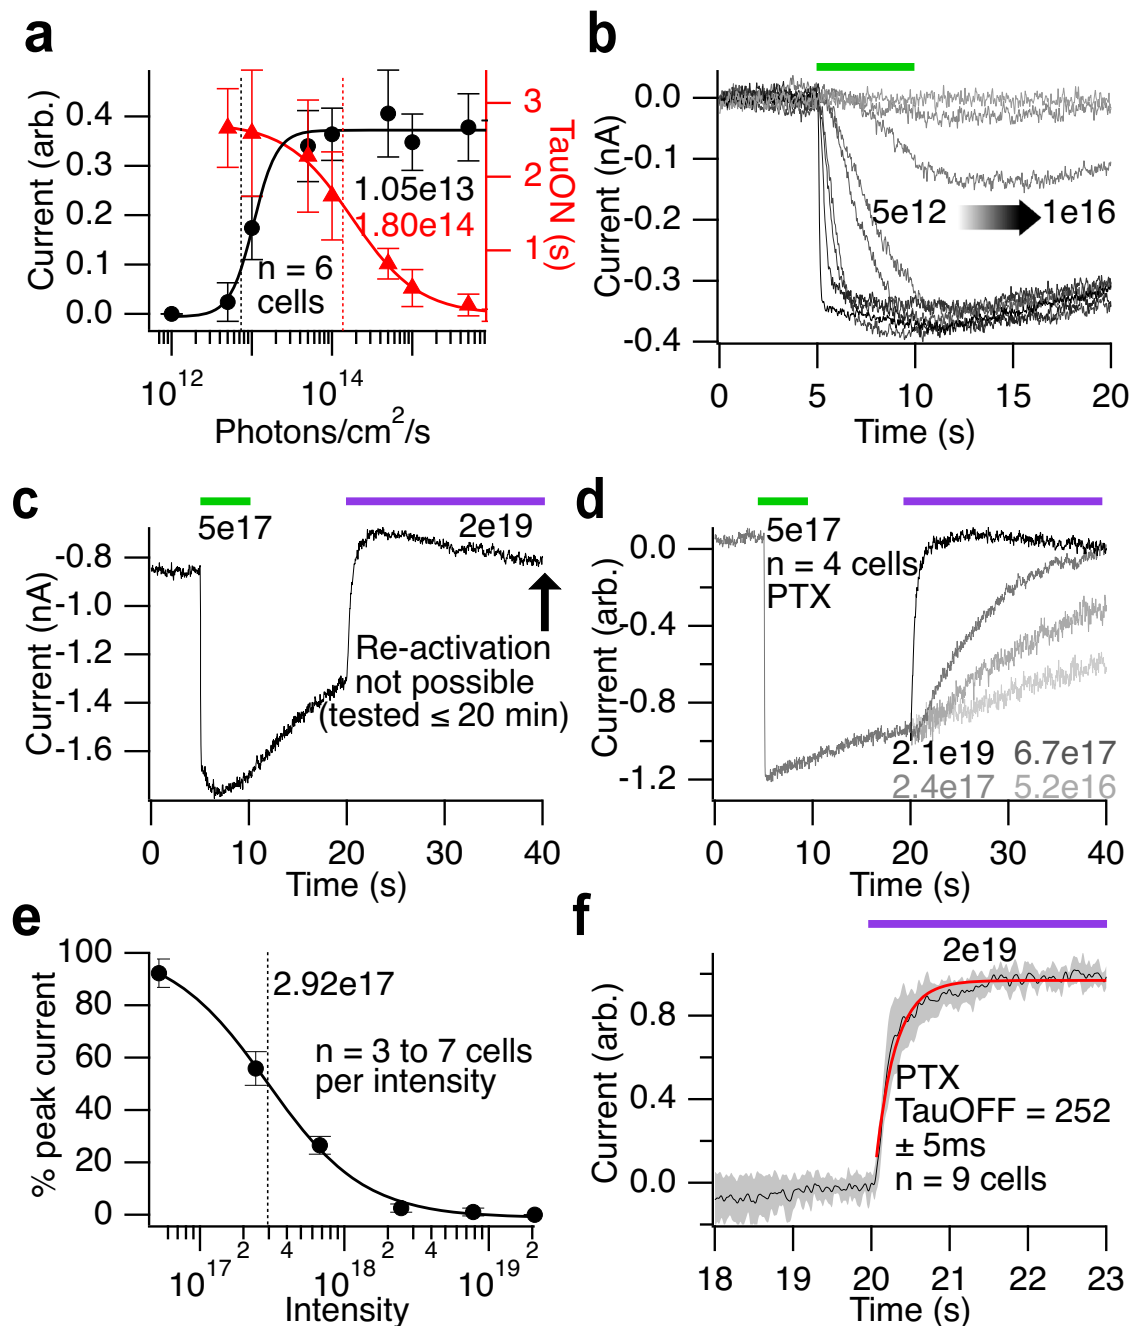 a
0.4
0.3
0.2
0.1
0.0
Current (arb.)
3
2
1
TauON (s)
1.05e13
1.80e14
n = 6
cells
10^12
10^14
Photons/cm²/s
b
0.0
-0.1
-0.2
-0.3
-0.4
Current (nA)
5e12
1e16
0
5
10
15
20
Time (s)
c
5e17
2e19
-0.8
-1.0
-1.2
-1.4
-1.6
Current (nA)
Re-activation
not possible
(tested ≤ 20 min)
0
10
20
30
40
Time (s)
d
5e17
n = 4 cells
PTX
0.0
-0.4
-0.8
-1.2
Current (arb.)
2.1e19 6.7e17
2.4e17 5.2e16
0
10
20
30
40
Time (s)
e
100
80
60
40
20
0
% peak current
2.92e17
n = 3 to 7 cells
per intensity
10^17
2
4
10^18
2
4
10^19
2
Intensity
f
2e19
0.8
0.4
0.0
Current (arb.)
PTX
TauOFF = 252
± 5ms
n = 9 cells
18
19
20
21
22
23
Time (s)